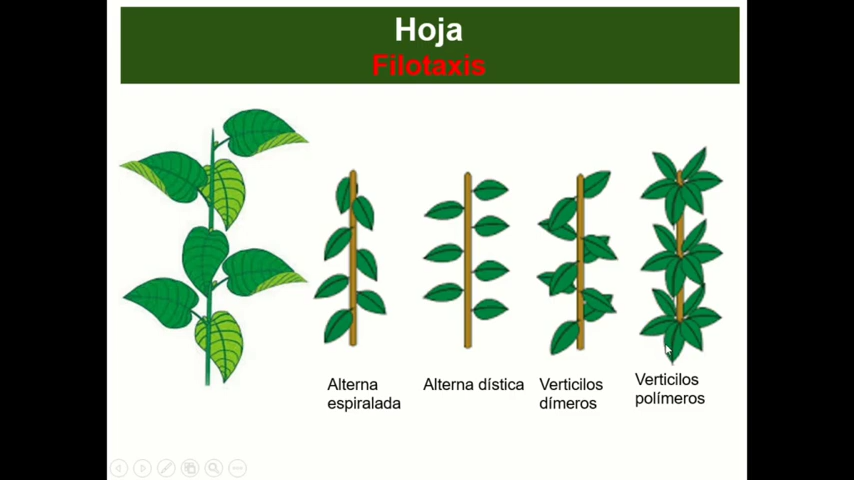 Hoja
Filotaxis
Alterna
espiralada
Alterna dística
Verticilos
dímeros
Verticilos
polímeros